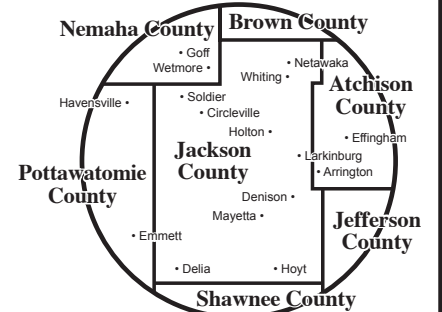 Nemaha County
Brown County
Goff
Wetmore
Netawaka
Whiting
Atchison
County
Havensville
Soldier
Circleville
Holton
Effingham
Jackson
County
Larkinburg
Arrington
Pottawatomie
County
Denison
Mayetta
Jefferson
County
Emmett
Delia
Hoyt
Shawnee County